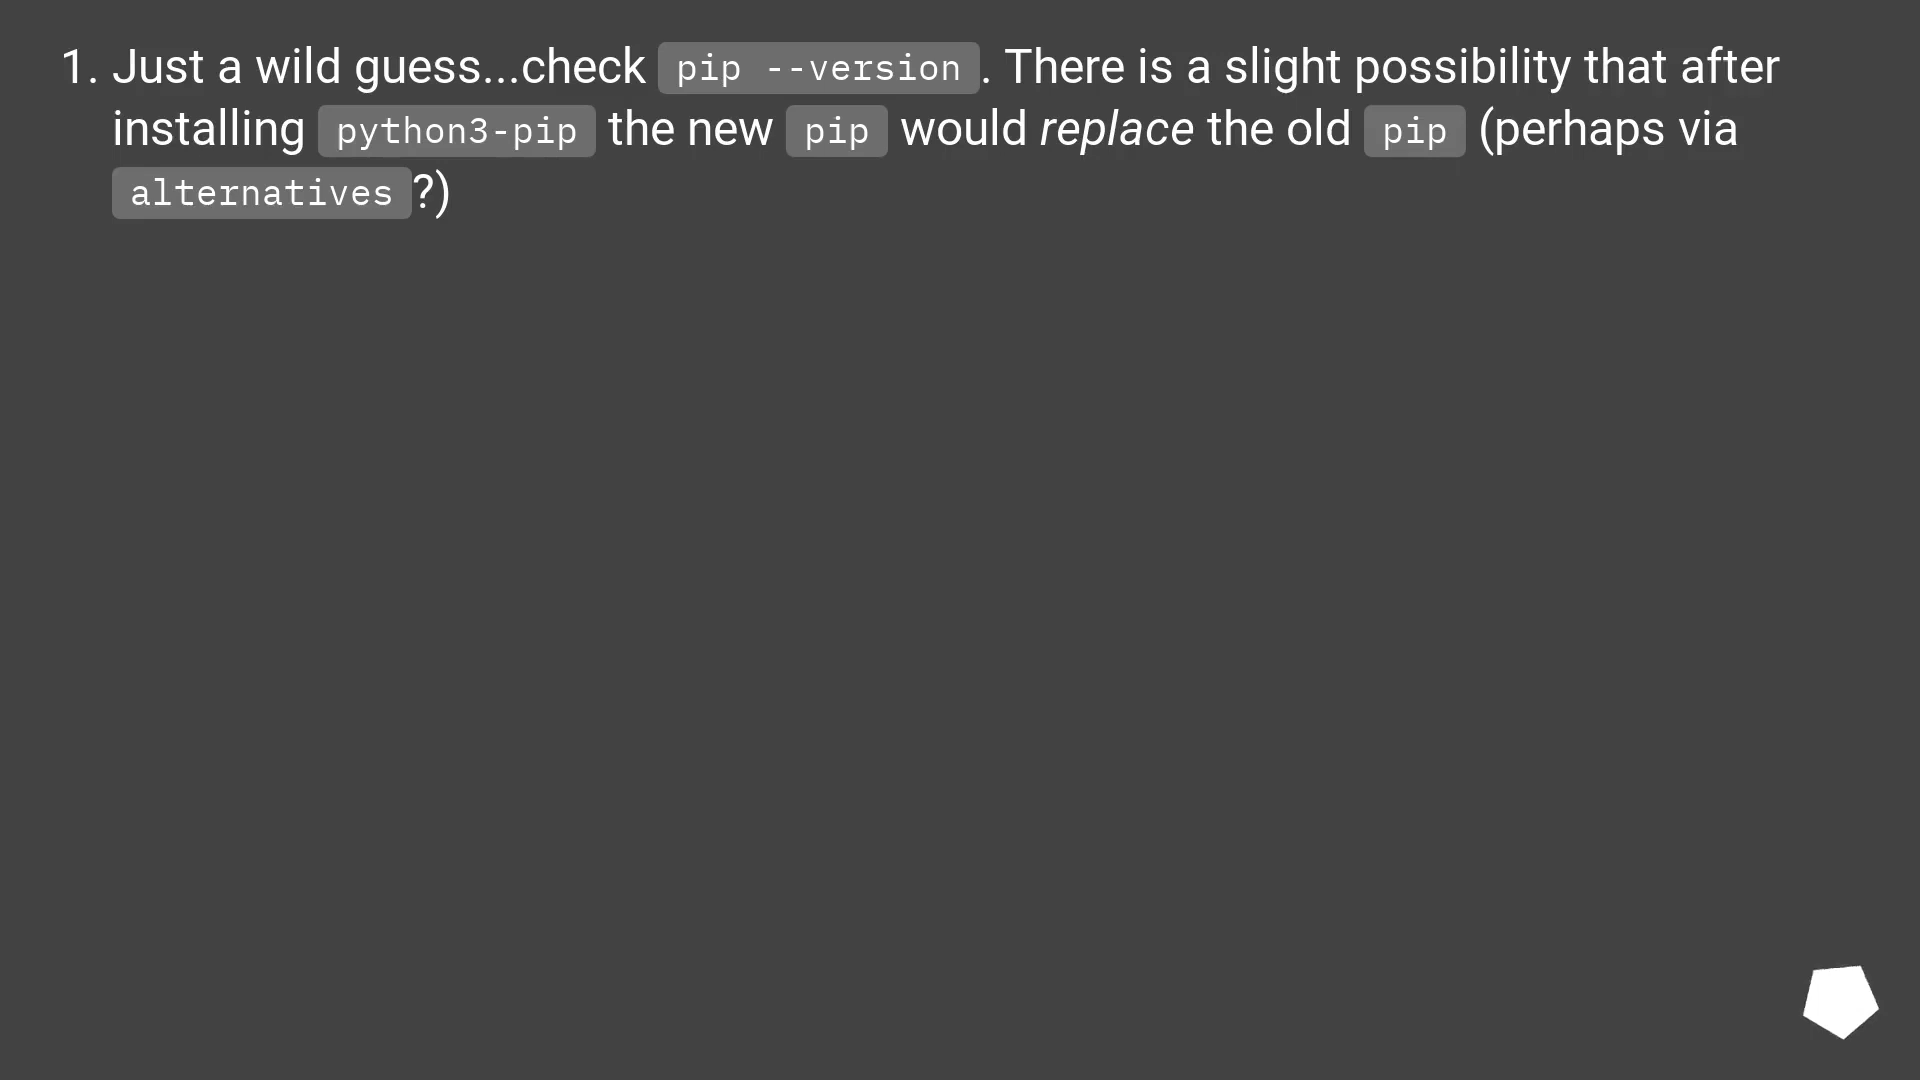 1. Just a wild guess...check pip --version. There is a slight possibility that after
installing python3-pip the new pip would replace the old pip (perhaps via
alternatives?)